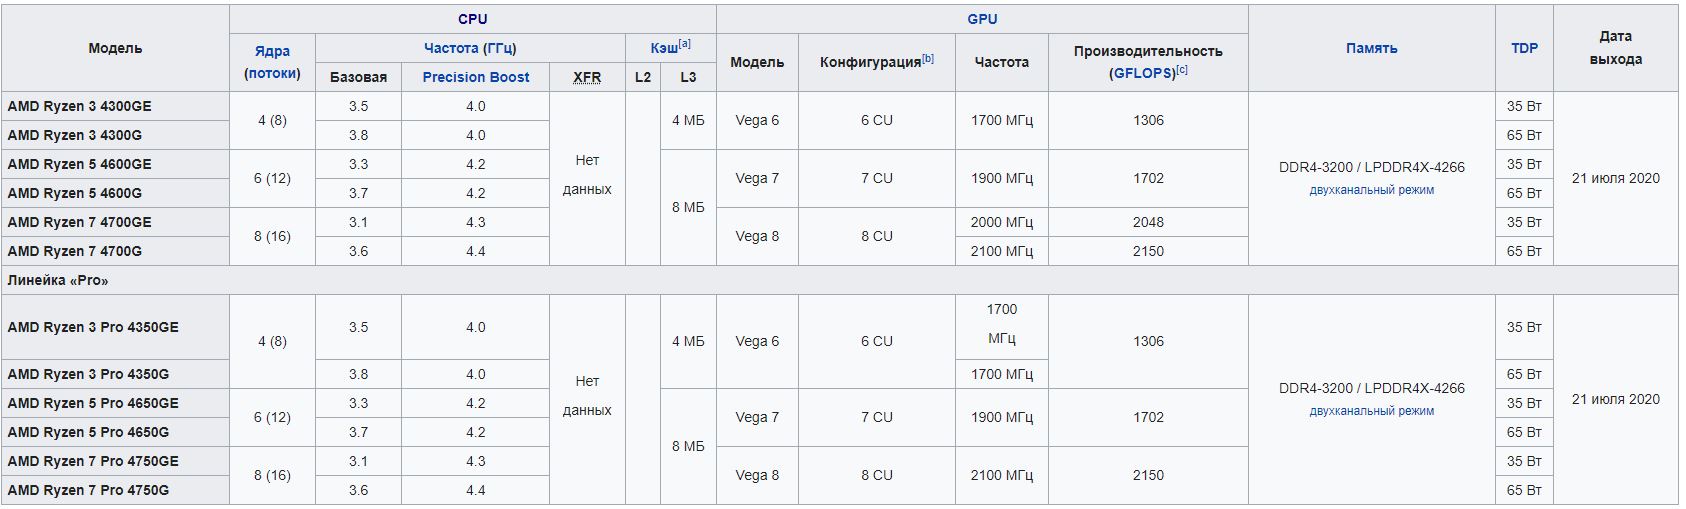 Модель CPU GPU Память TDP Дата выхода
Ядра (потоки) Частота (ГГц) Кэш[a] Модель Конфигурация[b] Частота Производительность (GFLOPS)[c]
Базовая Precision Boost XFR L2 L3
AMD Ryzen 3 4300GE 4 (8) 3.5 4.0 Нет данных 4 МБ Vega 6 6 CU 1700 МГц 1306 DDR4-3200 / LPDDR4X-4266 двухканальный режим 35 Вт 21 июля 2020
AMD Ryzen 3 4300G 3.8 4.0 65 Вт
AMD Ryzen 5 4600GE 6 (12) 3.3 4.2 8 МБ Vega 7 7 CU 1900 МГц 1702 35 Вт
AMD Ryzen 5 4600G 3.7 4.2 65 Вт
AMD Ryzen 7 4700GE 8 (16) 3.1 4.3 Vega 8 8 CU 2000 МГц 2048 35 Вт
AMD Ryzen 7 4700G 3.6 4.4 2100 МГц 2150 65 Вт
Линейка «Pro»
AMD Ryzen 3 Pro 4350GE 4 (8) 3.5 4.0 Нет данных 4 МБ Vega 6 6 CU 1700 МГц 1306 DDR4-3200 / LPDDR4X-4266 двухканальный режим 35 Вт 21 июля 2020
AMD Ryzen 3 Pro 4350G 3.8 4.0 1700 МГц 65 Вт
AMD Ryzen 5 Pro 4650GE 6 (12) 3.3 4.2 8 МБ Vega 7 7 CU 1900 МГц 1702 35 Вт
AMD Ryzen 5 Pro 4650G 3.7 4.2 65 Вт
AMD Ryzen 7 Pro 4750GE 8 (16) 3.1 4.3 Vega 8 8 CU 2100 МГц 2150 35 Вт
AMD Ryzen 7 Pro 4750G 3.6 4.4 65 Вт